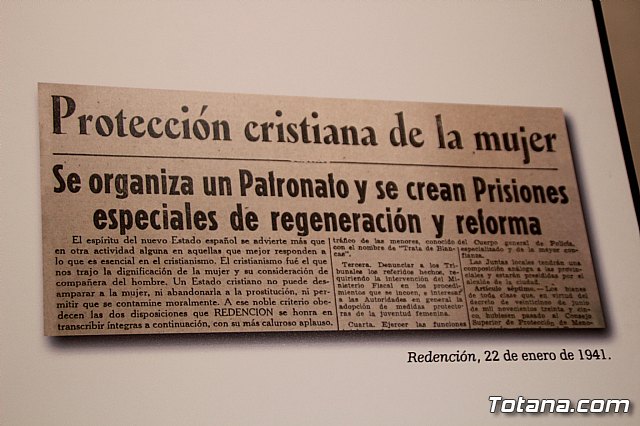 Protección cristiana de la mujer
Se organiza un Patronato y se crean Prisiones
especiales de regeneración y reforma
El espíritu del nuevo Estado español se advierte más que
en otra actividad alguna en aquellas que mejor responden a
lo que es esencial en el cristianismo. El cristianismo fué el que
nos trajo la dignificación de la mujer y su consideración de
compañera del hombre. Un Estado cristiano no puede des-
amparar a la mujer, ni abandonarla a la prostitución, ni per-
mitir que se contamine moralmente. A ese noble criterio obe-
decen las dos disposiciones que REDENCION se honra en
transcribir íntegras a continuación, con su más caluroso aplauso.
tráfico de las menores, conocido
con el nombre de "Trata de Blan-
cas".
Tercera. Denunciar a los Tri-
bunales los referidos hechos, re-
quiriendo la intervención del Mi-
nisterio Fiscal en los procedi-
mientos que se incoen, e interesar
a las Autoridades en general la
adopción de medidas protecto-
ras de la juventud femenina.
Cuarta. Ejercer las funciones
del Cuerpo general de Policía,
especializado y de la mayor con-
fianza.
Las Juntas locales tendrán una
composición análoga a las provin-
ciales y estarán presididas por el
alcalde de la ciudad.
Artículo séptimo.—Los bienes
de toda clase que, en virtud del
decreto de veinticinco de junio
de mil novecientos treinta y cin-
co, hubiesen pasado al Consejo
Superior de Protección de Meno-
Redención, 22 de enero de 1941.
Totana.com